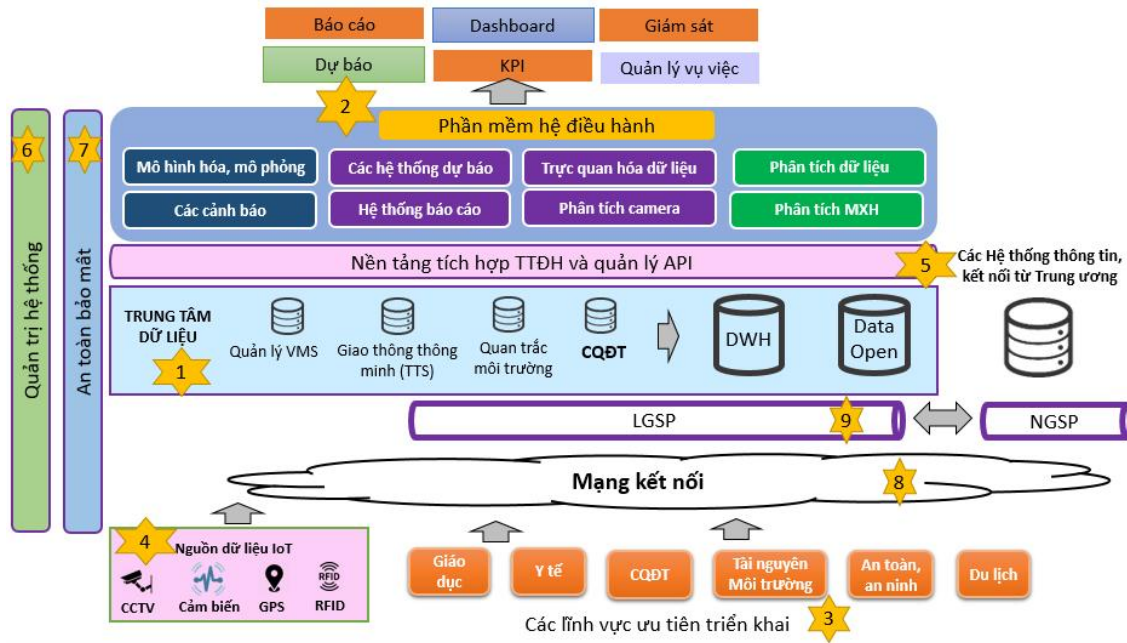 Báo cáo
Dashboard
Giám sát
Dự báo
KPI
Quản lý vụ việc
2
Phần mềm hệ điều hành
6
7
Mô hình hóa, mô phỏng
Các hệ thống dự báo
Trực quan hóa dữ liệu
Phân tích dữ liệu
Các cảnh báo
Hệ thống báo cáo
Phân tích camera
Phân tích MXH
Quản trị hệ thống
An toàn bảo mât
Nền tảng tích hợp TTĐH và quản lý API
5
Các Hệ thống thông tin,
kết nối từ Trung ương
TRUNG TÂM
DỮ LIỆU
1
Quản lý VMS
Giao thông thông
minh (TTS)
Quan trắc
môi trường
CQĐT
DWH
Data
Open
LGSP
9
NGSP
Mạng kết nối
8
4
Nguồn dữ liệu IoT
CCTV
Cảm biến
GPS
RFID
RFID
Giáo
dục
Y tế
CQĐT
Tài nguyên
Môi trường
An toàn,
an ninh
Du lịch
Các lĩnh vực ưu tiên triển khai
3